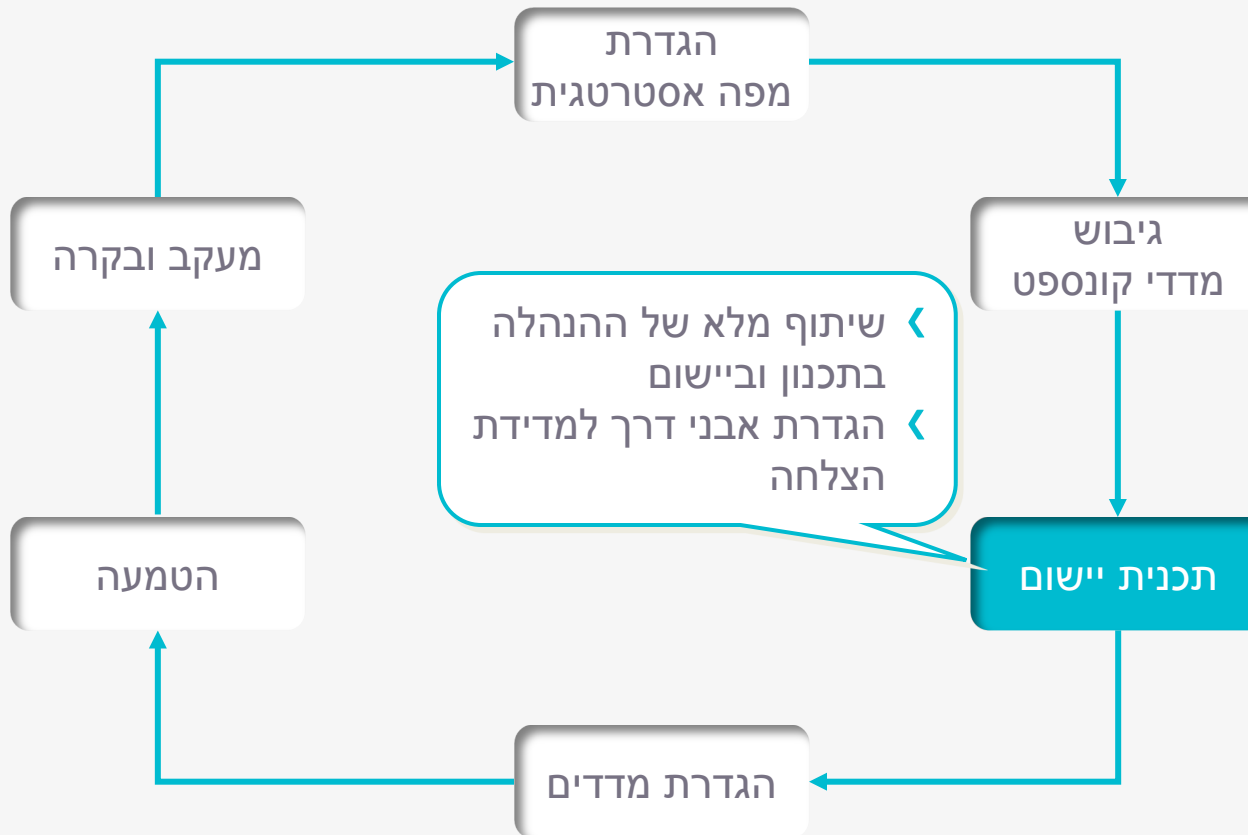 הגדרת
מפה אסטרטגית
גיבוש
מדדי קונספט
מעקב ובקרה
שיתוף מלא של ההנהלה
בתכנון וביישום
הגדרת אבני דרך למדידת
הצלחה
תכנית יישום
הטמעה
הגדרת מדדים